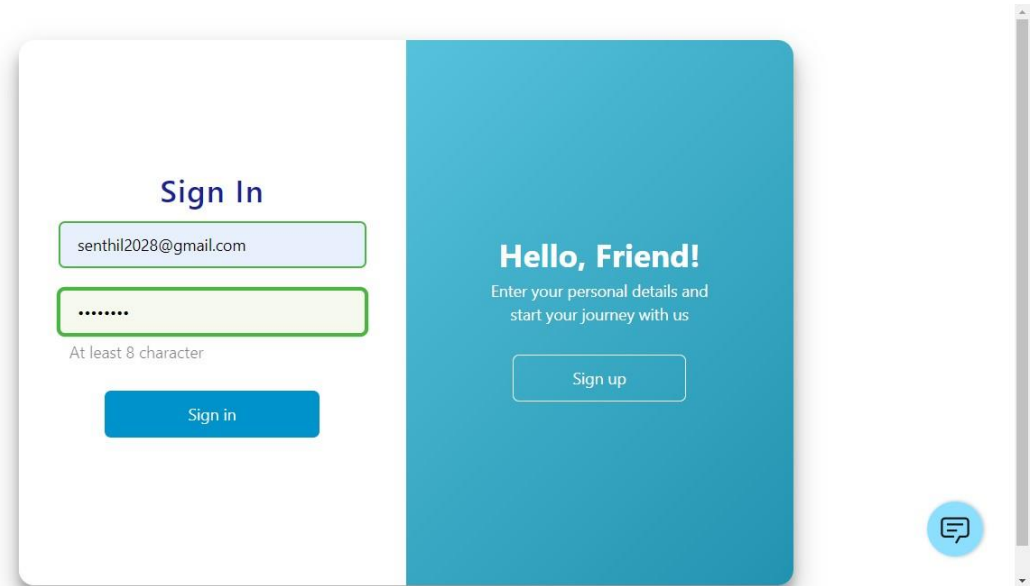 Sign In
senthil2028@gmail.com
••••••••
At least 8 character
Sign in
Hello, Friend!
Enter your personal details and
start your journey with us
Sign up